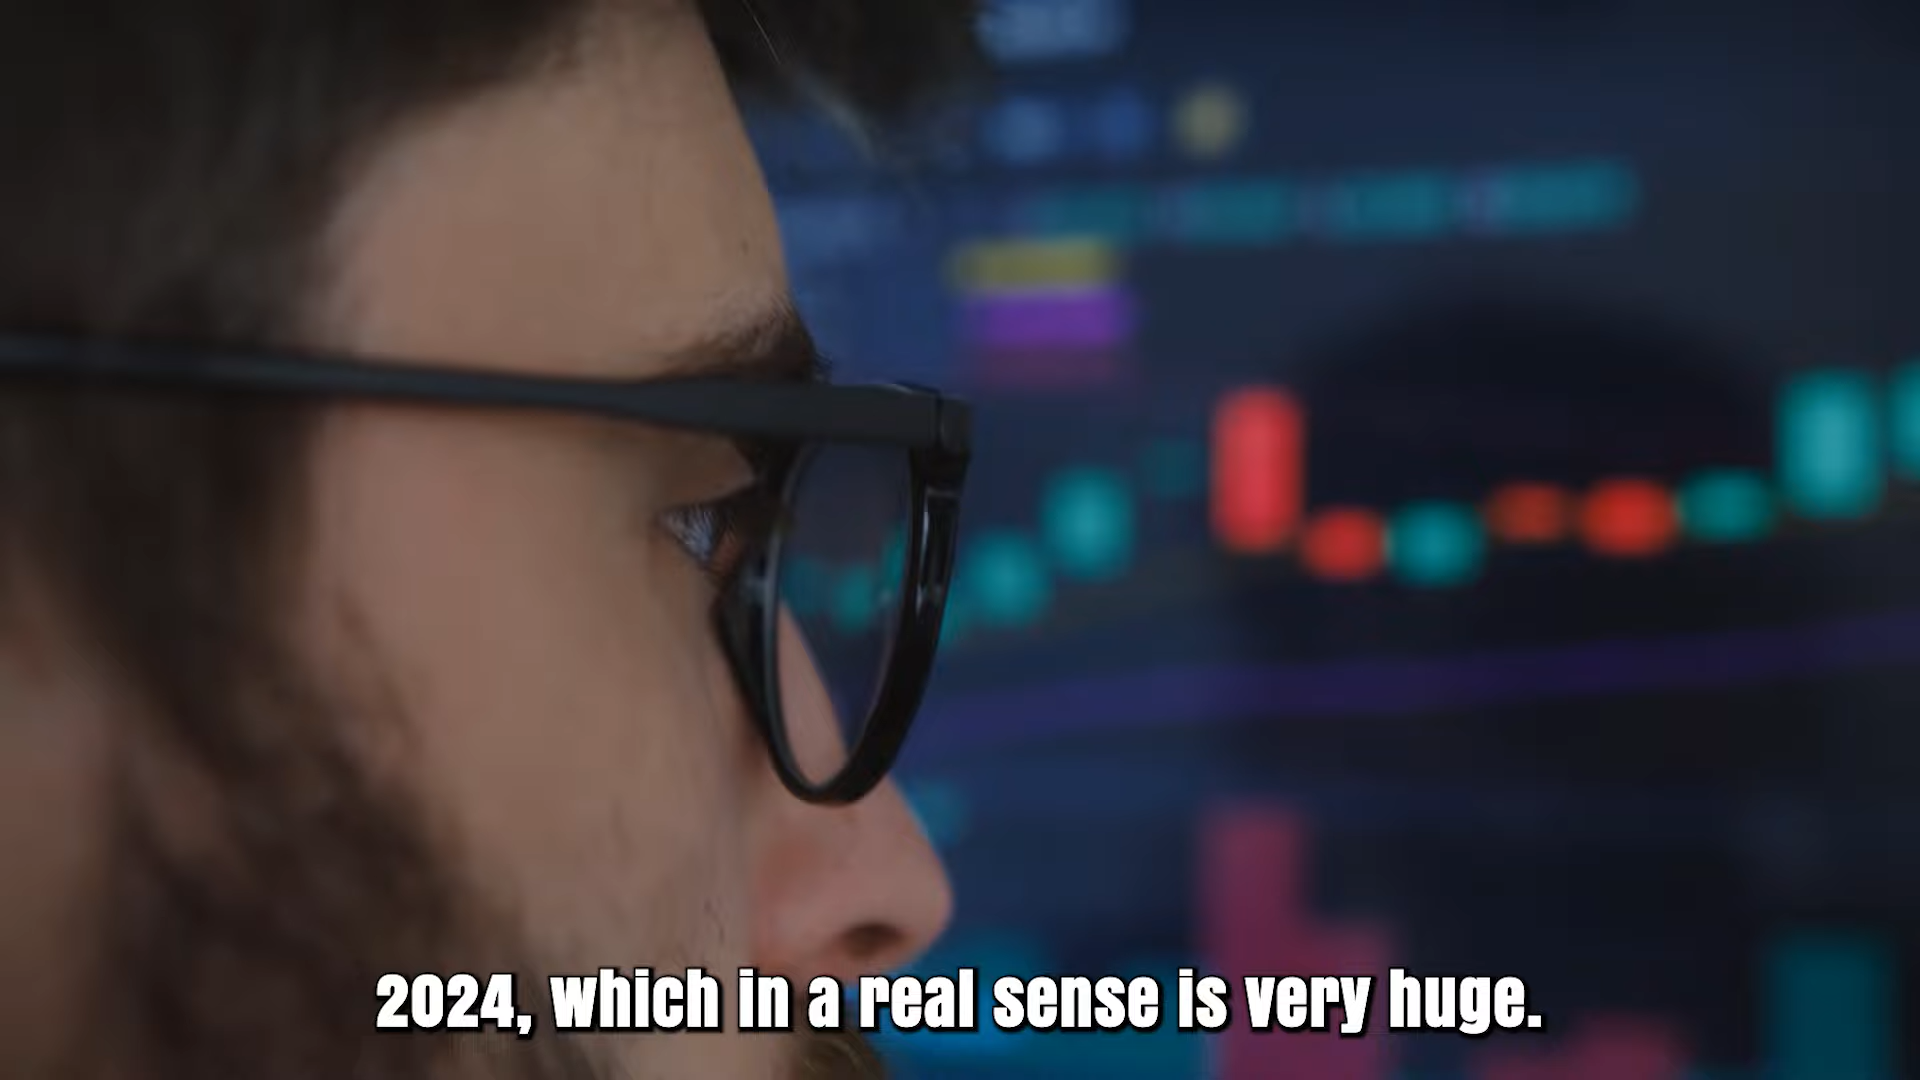 2024, which in a real sense is very huge.